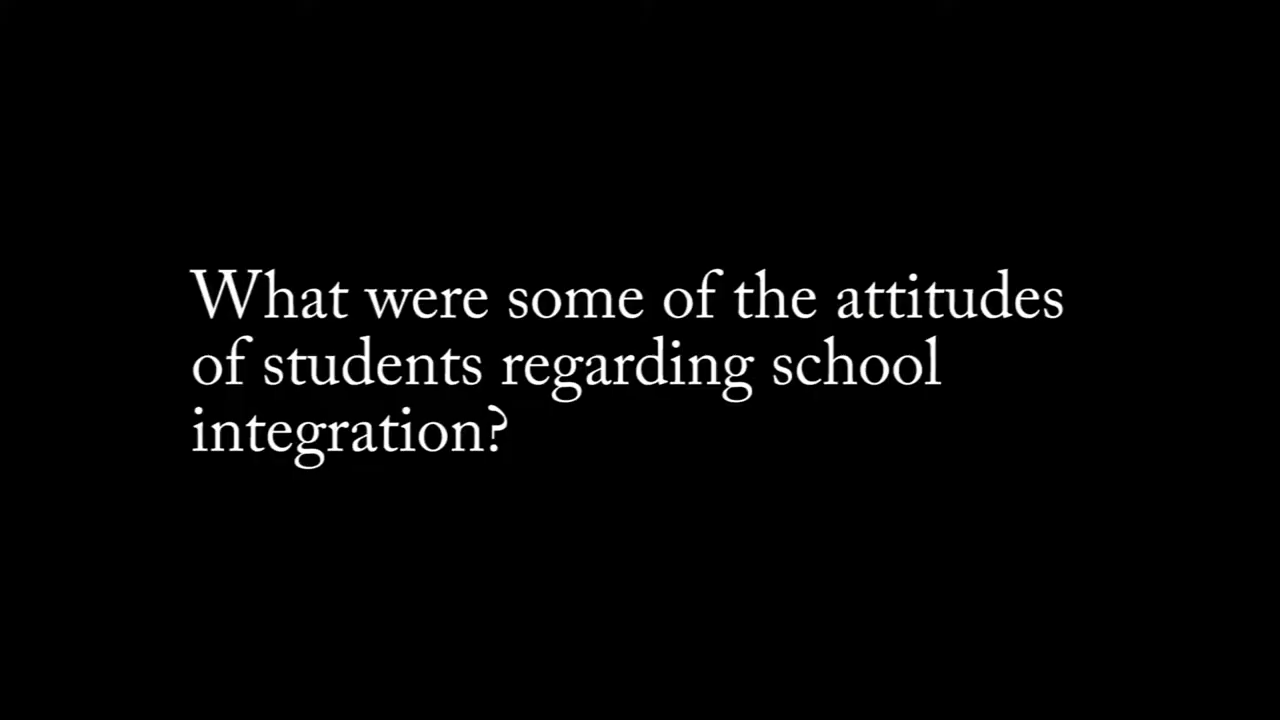 What were some of the attitudes
of students regarding school
integration?